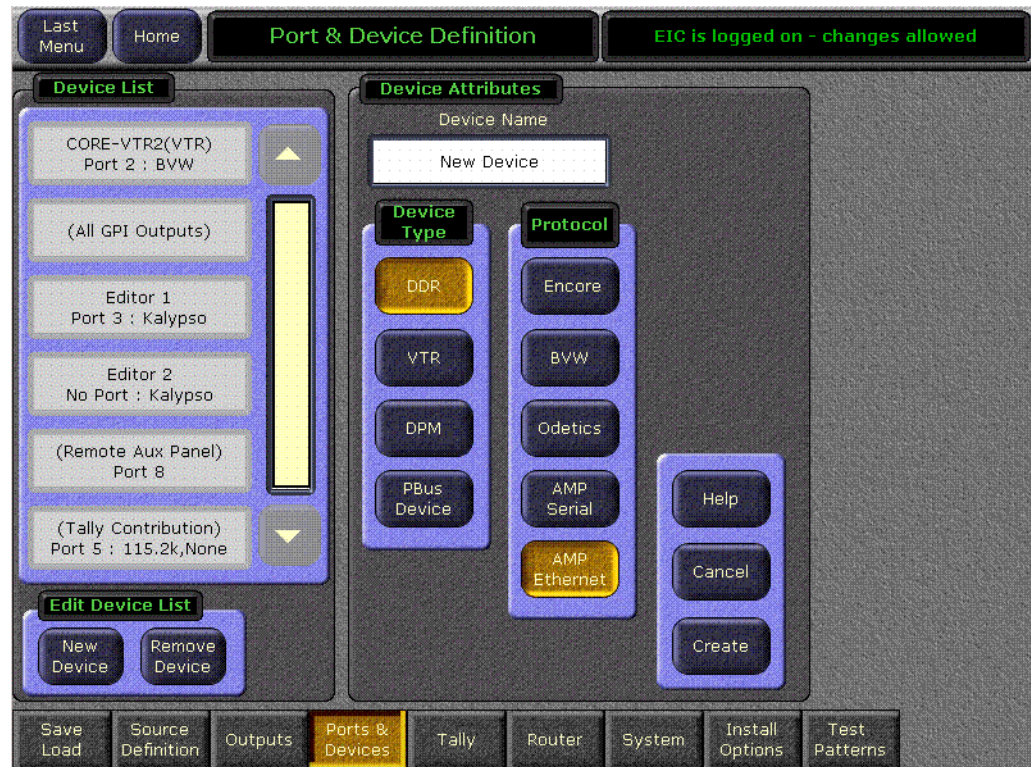 Last
Menu
Home
Port & Device Definition
EIC is logged on - changes allowed
Device List
CORE-VTR2(VTR)
Port 2 : BVW
(All GPI Outputs)
Editor 1
Port 3 : Kalypso
Editor 2
No Port : Kalypso
(Remote Aux Panel)
Port 8
(Tally Contribution)
Port 5 : 115.2k,None
Edit Device List
New
Device
Remove
Device
Device Attributes
Device Name
New Device
Device
Type
DDR
VTR
DPM
PBus
Device
Protocol
Encore
BVW
Odetics
AMP
Serial
AMP
Ethernet
Help
Cancel
Create
Save
Load
Source
Definition
Outputs
Ports &
Devices
Tally
Router
System
Install
Options
Test
Patterns